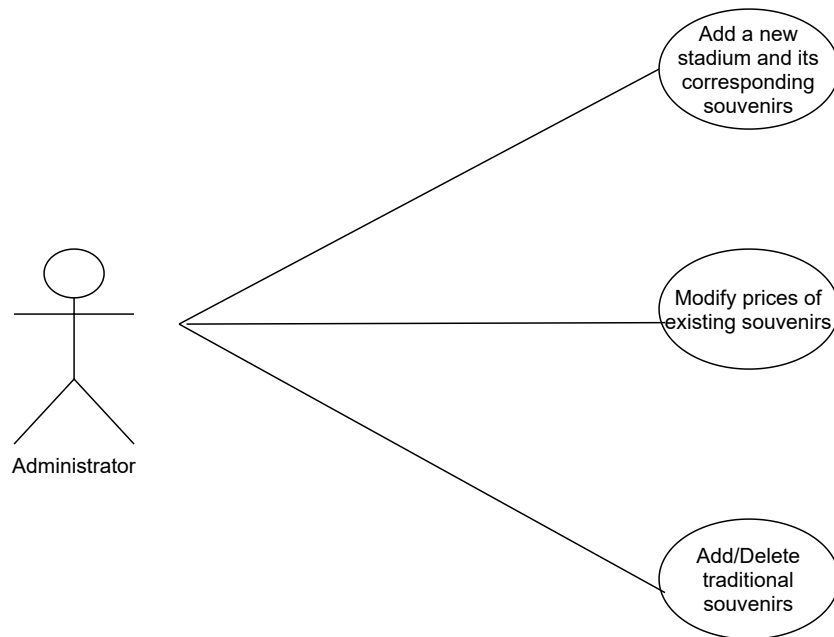 Add a new
stadium and its
corresponding
souvenirs
Modify prices of
existing souvenirs
Administrator
Add/Delete
traditional
souvenirs